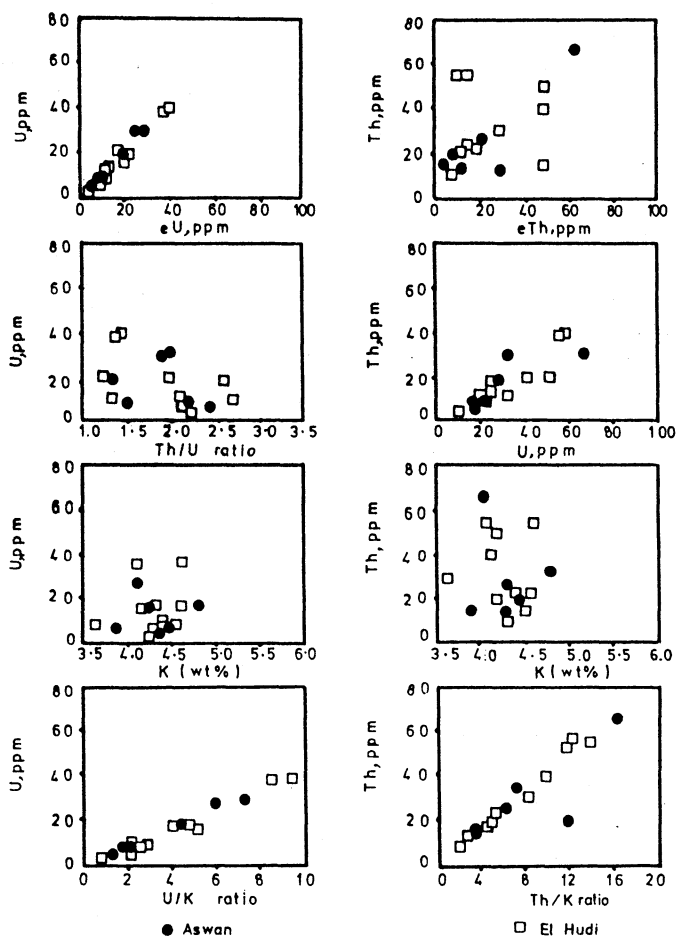 80
60
40
20
0
U,ppm
0 20 40 60 80 100
eU,ppm
80
60
40
20
0
Th,ppm
0 20 40 60 80 100
eTh,ppm
80
60
40
20
0
U,ppm
1.0 1.5 2.0 2.5 3.0 3.5
Th/U ratio
80
60
40
20
0
Th,ppm
0 20 40 60 80 100
U,ppm
80
60
40
20
0
U,ppm
3.5 4.0 4.5 5.0 5.5 6.0
K (wt%)
80
60
40
20
0
Th,ppm
3.5 4.0 4.5 5.0 5.5 6.0
K(wt%)
80
60
40
20
0
U,ppm
0 2 4 6 8 10
U/K ratio
80
60
40
20
0
Th,ppm
0 4 8 12 16 20
Th/K ratio
Aswan
El Hudi